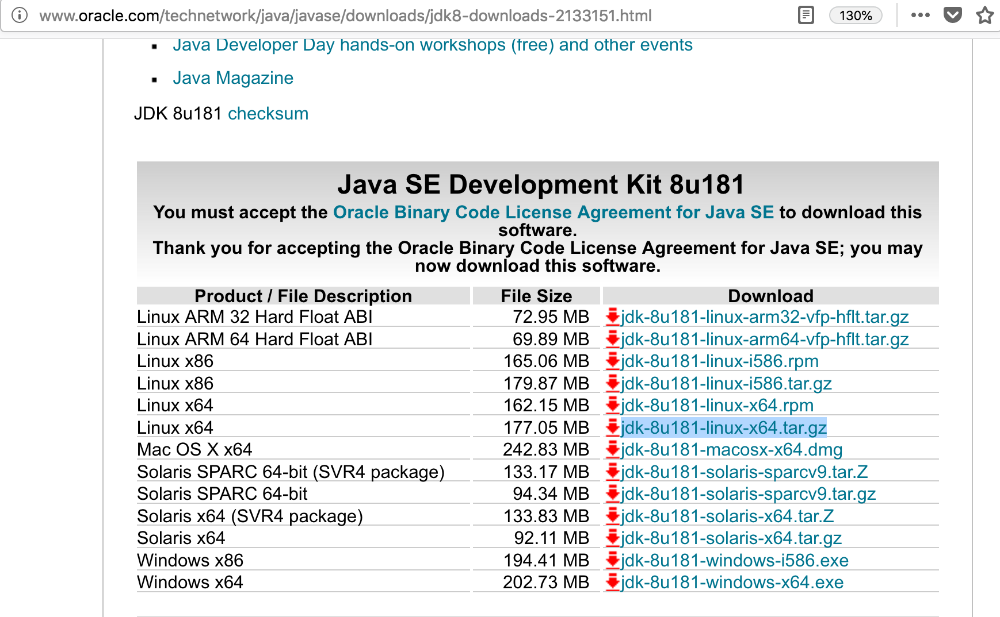 www.oracle.com/technetwork/java/javase/downloads/jdk8-downloads-2133151.html 130%
Java Developer Day hands-on workshops (free) and other events
Java Magazine
JDK 8u181 checksum
Java SE Development Kit 8u181
You must accept the Oracle Binary Code License Agreement for Java SE to download this
software.
Thank you for accepting the Oracle Binary Code License Agreement for Java SE; you may
now download this software.
Product / File Description File Size Download
Linux ARM 32 Hard Float ABI 72.95 MB jdk-8u181-linux-arm32-vfp-hflt.tar.gz
Linux ARM 64 Hard Float ABI 69.89 MB jdk-8u181-linux-arm64-vfp-hflt.tar.gz
Linux x86 165.06 MB jdk-8u181-linux-i586.rpm
Linux x86 179.87 MB jdk-8u181-linux-i586.tar.gz
Linux x64 162.15 MB jdk-8u181-linux-x64.rpm
Linux x64 177.05 MB jdk-8u181-linux-x64.tar.gz
Mac OS X x64 242.83 MB jdk-8u181-macosx-x64.dmg
Solaris SPARC 64-bit (SVR4 package) 133.17 MB jdk-8u181-solaris-sparcv9.tar.Z
Solaris SPARC 64-bit 94.34 MB jdk-8u181-solaris-sparcv9.tar.gz
Solaris x64 (SVR4 package) 133.83 MB jdk-8u181-solaris-x64.tar.Z
Solaris x64 92.11 MB jdk-8u181-solaris-x64.tar.gz
Windows x86 194.41 MB jdk-8u181-windows-i586.exe
Windows x64 202.73 MB jdk-8u181-windows-x64.exe